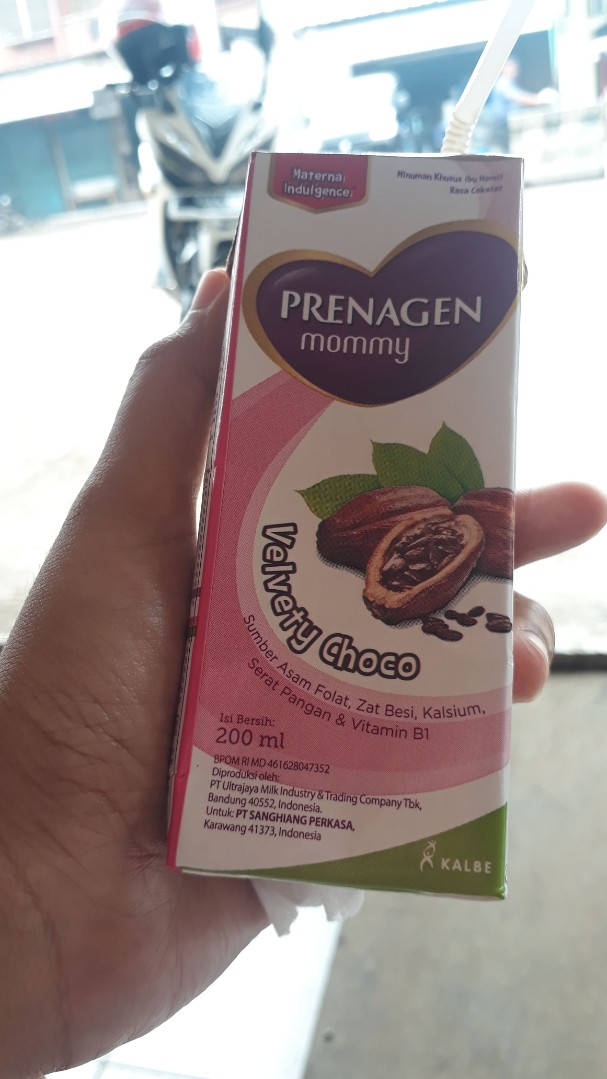 Maternal
Indulgence
Minuman Khusus Ibu Hamil
Rasa Cokelat
PRENAGEN
mommy
Velvety Choco
Sumber Asam Folat, Zat Besi, Kalsium,
Serat Pangan & Vitamin B1
Isi Bersih:
200 ml
BPOM RI MD 461628047352
Diproduksi oleh:
PT Ultrajaya Milk Industry & Trading Company Tbk,
Bandung 40552, Indonesia.
Untuk: PT SANGHIANG PERKASA,
Karawang 41373, Indonesia
KALBE